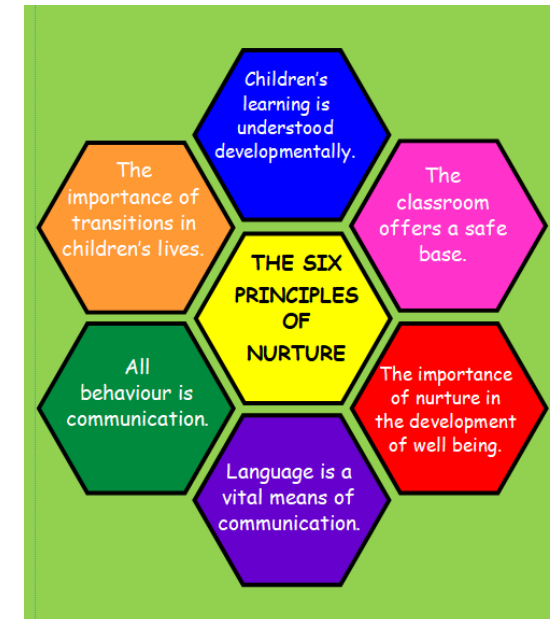 Children's
learning is
understood
developmentally.
The
classroom
offers a safe
base.
The importance
of nurture in
the development
of well being.
Language is a
vital means of
communication.
All
behaviour is
communication.
The
importance of
transitions in
children's lives.
THE SIX
PRINCIPLES
OF
NURTURE